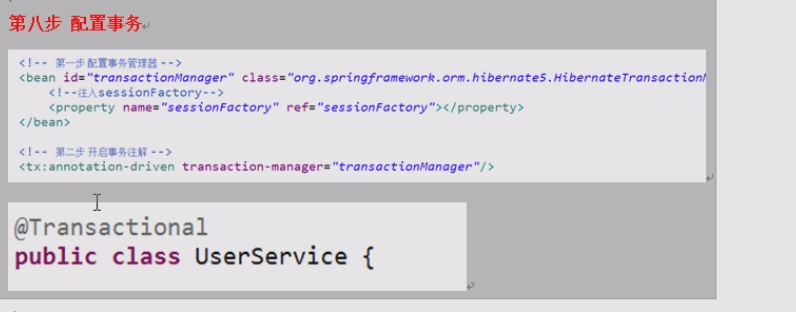 第八步 配置事务
<!-- 第一步 配置事务管理器 -->
<bean id="transactionManager" class="org.springframework.orm.hibernate5.HibernateTransactionM
<!--注入sessionFactory-->
<property name="sessionFactory" ref="sessionFactory"></property>
</bean>
<!-- 第二步 开启事务注解 -->
<tx:annotation-driven transaction-manager="transactionManager"/>
@Transactional
public class UserService {